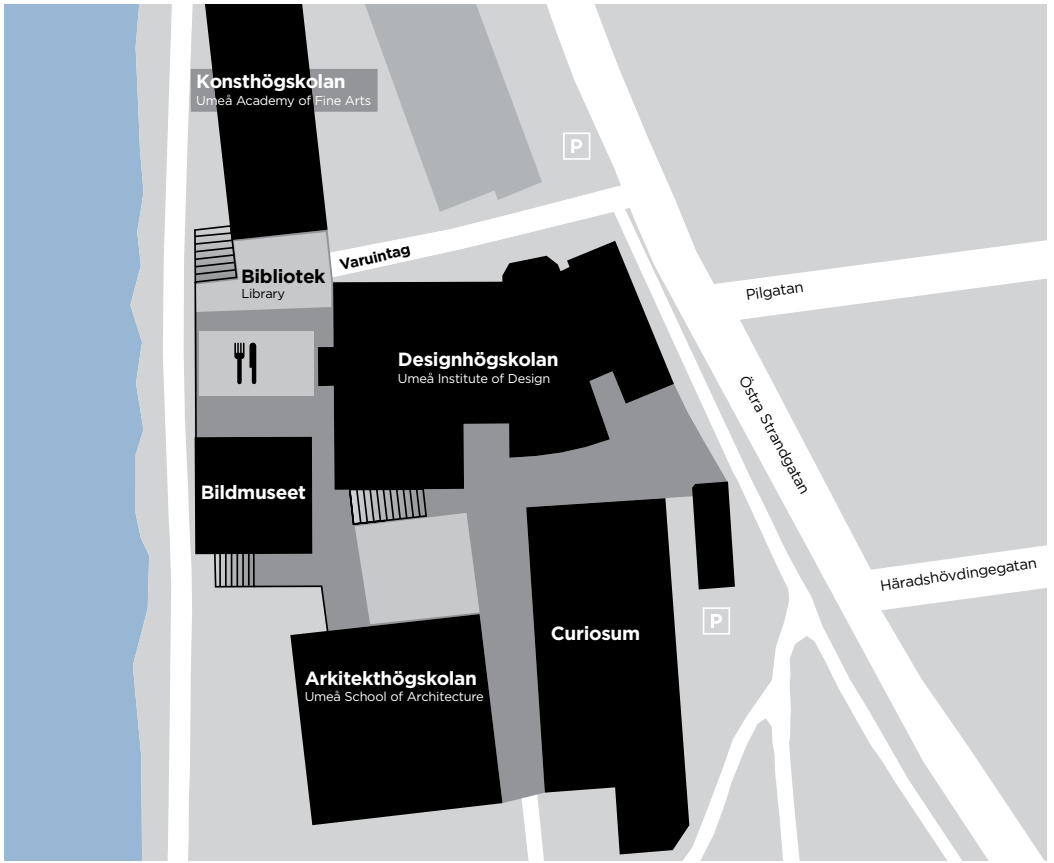 Konsthögskolan
Umeå Academy of Fine Arts
P
Varuintag
Bibliotek
Library
Pilgatan
Designhögskolan
Umeå Institute of Design
Östra Strandgatan
Bildmuseet
Häradshövdingegatan
P
Curiosum
Arkitekthögskolan
Umeå School of Architecture